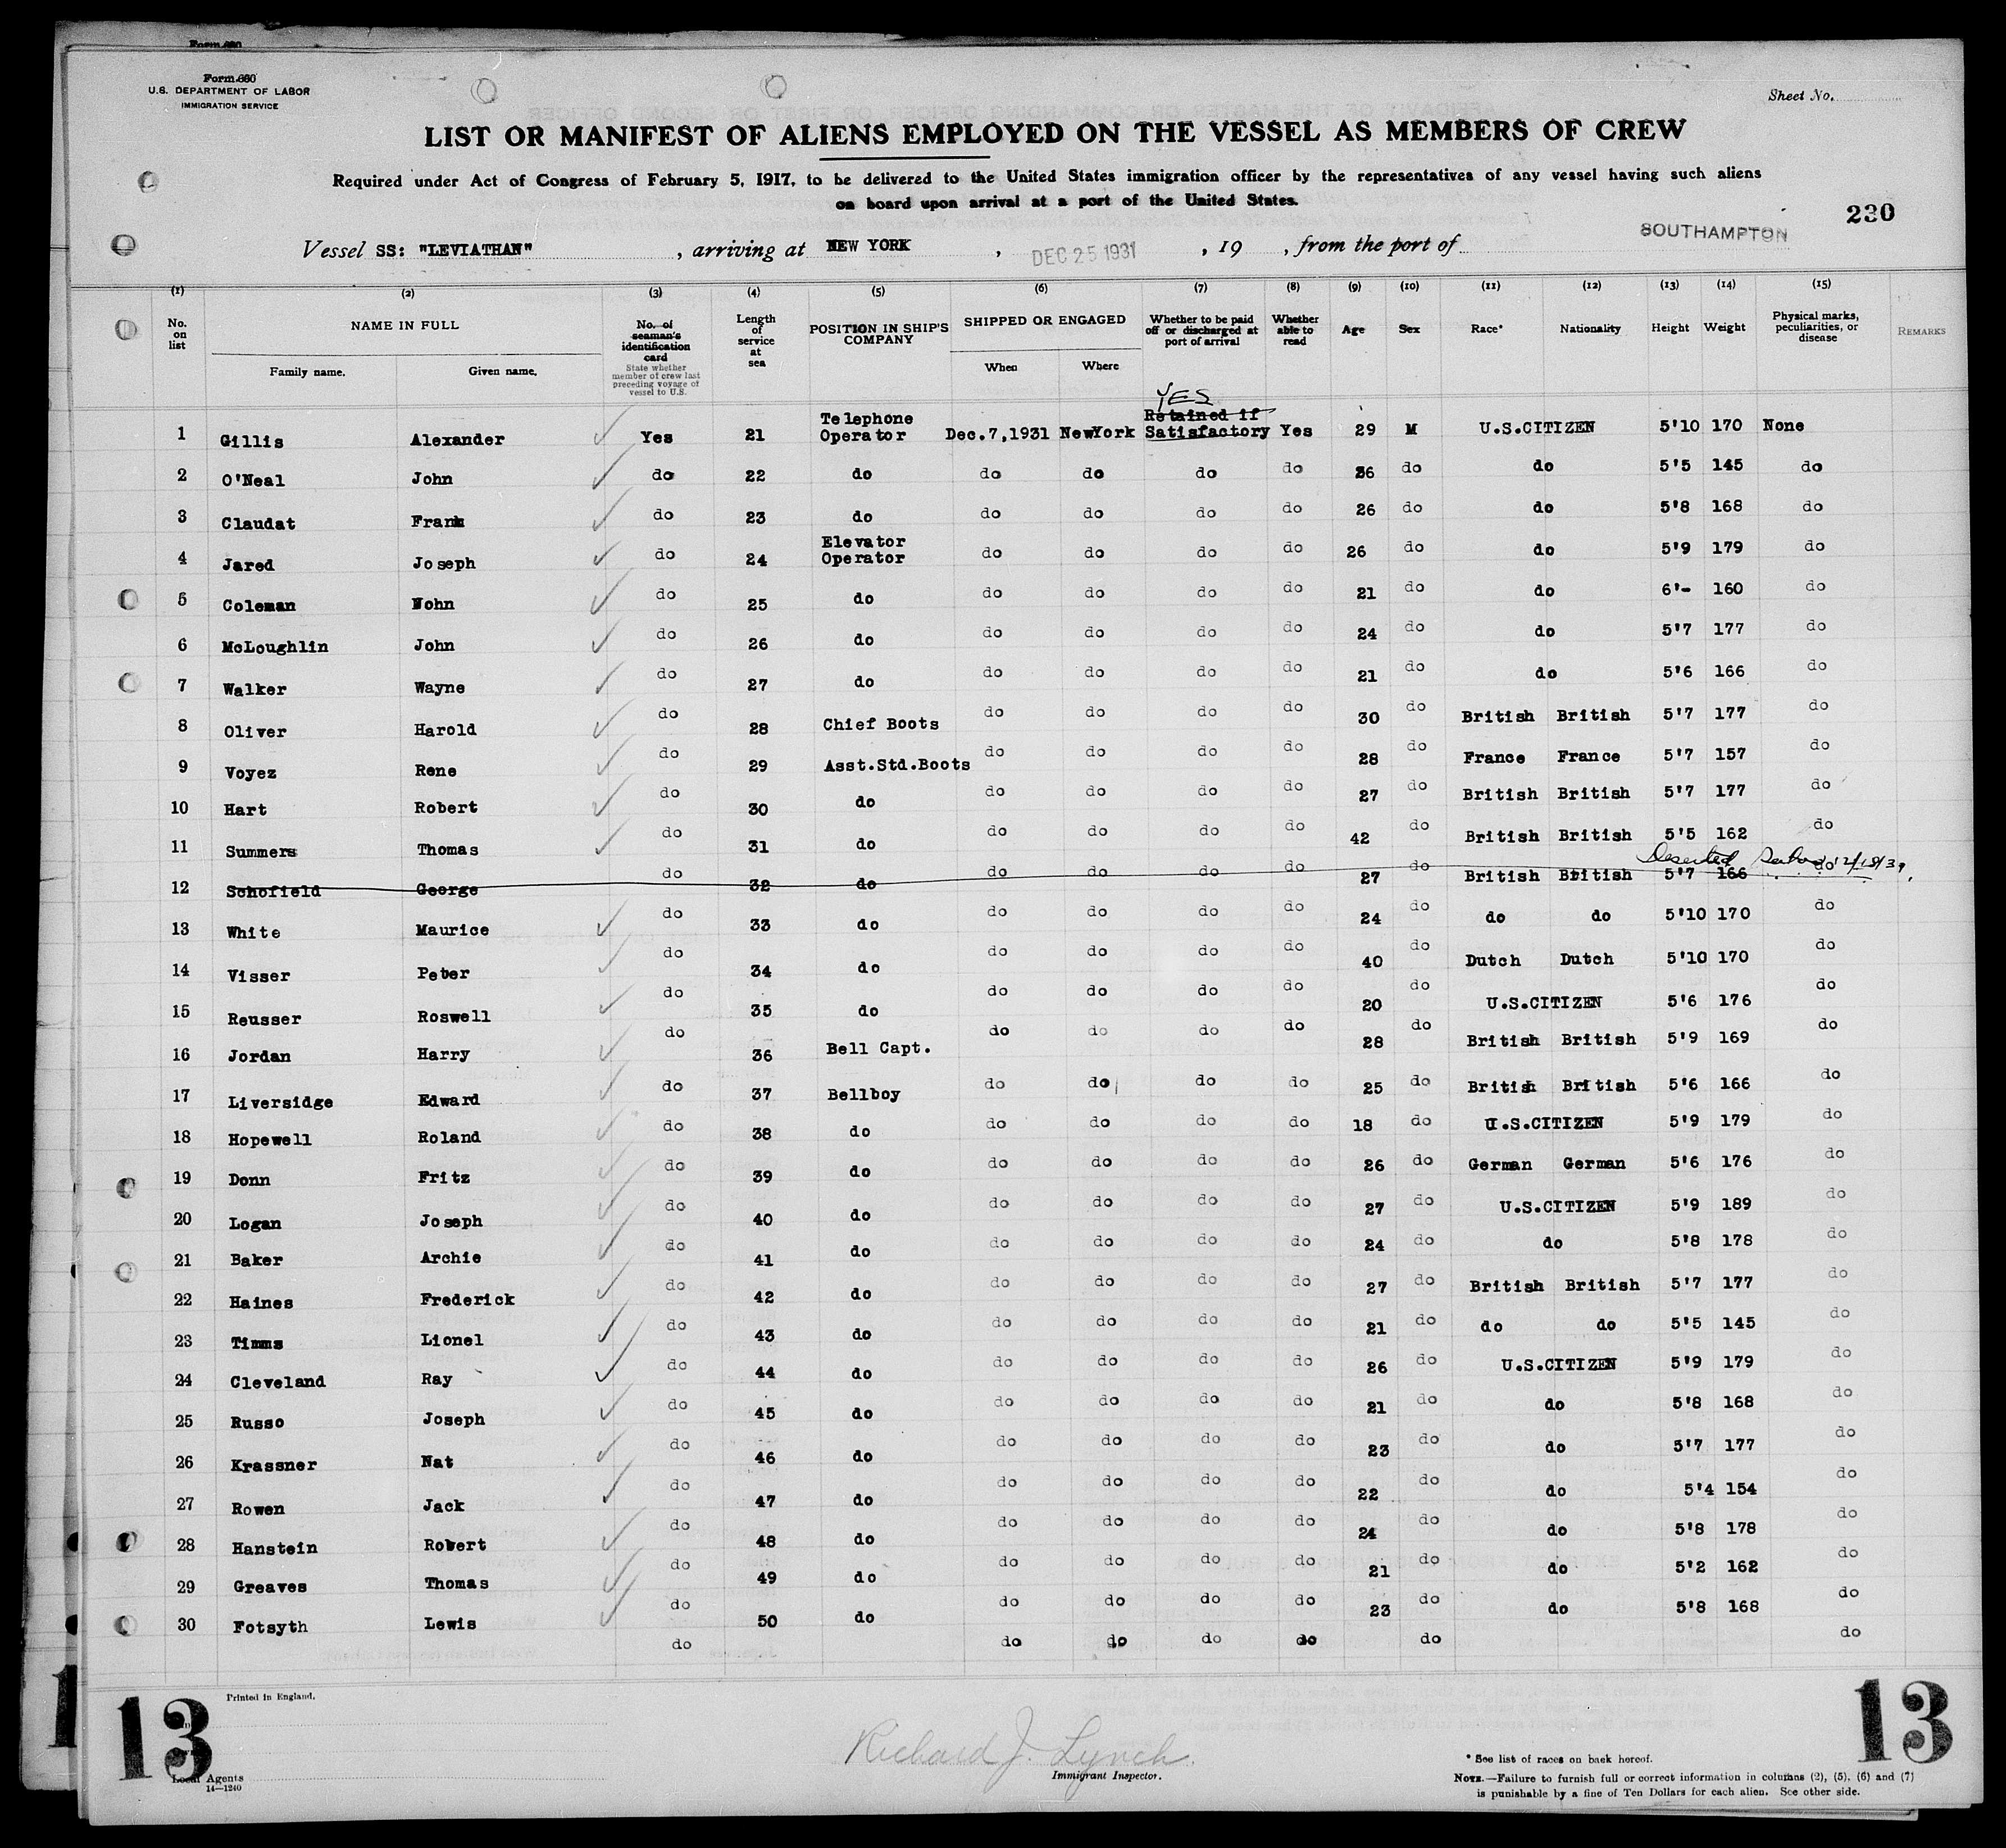 Form 680
Form 680
U.S. DEPARTMENT OF LABOR
IMMIGRATION SERVICE
Sheet No.
LIST OR MANIFEST OF ALIENS EMPLOYED ON THE VESSEL AS MEMBERS OF CREW
Required under Act of Congress of February 5, 1917, to be delivered to the United States immigration officer by the representatives of any vessel having such aliens
on board upon arrival at a port of the United States.
230
Vessel SS: "LEVIATHAN" , arriving at NEW YORK , DEC 25 1931 , 19 , from the port of SOUTHAMPTON
(1) (2) (3) (4) (5) (6) (7) (8) (9) (10) (11) (12) (13) (14) (15)
No. on list NAME IN FULL Family name. Given name. No. of seaman's identification card State whether member of crew last preceding voyage of vessel to U.S. Length of service at sea POSITION IN SHIP'S COMPANY SHIPPED OR ENGAGED When Where Whether to be paid off or discharged at port of arrival Whether able to read Age Sex Race* Nationality Height Weight Physical marks, peculiarities, or disease REMARKS
YES
1 Gillis Alexander Yes 21 Telephone Operator Dec.7,1931 NewYork Retained if Satisfactory Yes 29 M U.S.CITIZEN 5'10 170 None
2 O'Neal John do 22 do do do do do 36 do do 5'5 145 do
3 Claudat Frank do 23 do do do do do 26 do do 5'8 168 do
4 Jared Joseph do 24 Elevator Operator do do do do 26 do do 5'9 179 do
5 Coleman Nohn do 25 do do do do do 21 do do 6'- 160 do
6 McLoughlin John do 26 do do do do do 24 do do 5'7 177 do
7 Walker Wayne do 27 do do do do do 21 do do 5'6 166 do
8 Oliver Harold do 28 Chief Boots do do do do 30 do British British 5'7 177 do
9 Voyez Rene do 29 Asst.Std.Boots do do do do 28 do France France 5'7 157 do
10 Hart Robert do 30 do do do do do 27 do British British 5'7 177 do
11 Summers Thomas do 31 do do do do do 42 do British British 5'5 162 do
Deserted
12 Schofield George do 32 do do do do do 27 do British British 5'7 166 do
13 White Maurice do 33 do do do do do 24 do do do 5'10 170 do
14 Visser Peter do 34 do do do do do 40 do Dutch Dutch 5'10 170 do
15 Reusser Roswell do 35 do do do do do 20 do U.S.CITIZEN 5'6 176 do
16 Jordan Harry do 36 Bell Capt. do do do do 28 do British British 5'9 169 do
17 Liversidge Edward do 37 Bellboy do do do do 25 do British British 5'6 166 do
18 Hopewell Roland do 38 do do do do do 18 do U.S.CITIZEN 5'9 179 do
19 Donn Fritz do 39 do do do do do 26 do German German 5'6 176 do
20 Logan Joseph do 40 do do do do do 27 do U.S.CITIZEN 5'9 189 do
21 Baker Archie do 41 do do do do do 24 do do 5'8 178 do
22 Haines Frederick do 42 do do do do do 27 do British British 5'7 177 do
23 Timms Lionel do 43 do do do do do 21 do do do 5'5 145 do
24 Cleveland Ray do 44 do do do do do 26 do U.S.CITIZEN 5'9 179 do
25 Russo Joseph do 45 do do do do do 21 do do 5'8 168 do
26 Krassner Nat do 46 do do do do do 23 do do 5'7 177 do
27 Rowen Jack do 47 do do do do do 22 do do 5'4 154 do
28 Hanstein Robert do 48 do do do do do 24 do do 5'8 178 do
29 Greaves Thomas do 49 do do do do do 21 do do 5'2 162 do
30 Fotsyth Lewis do 50 do do do do do 23 do do 5'8 168 do
do do do do do do do
13 Printed in England. 13
Richard J. Lynch
Immigrant Inspector.
Local Agents
14—1240
* See list of races on back hereof.
NOTE.—Failure to furnish full or correct information in columns (2), (5), (6) and (7)
is punishable by a fine of Ten Dollars for each alien. See other side.